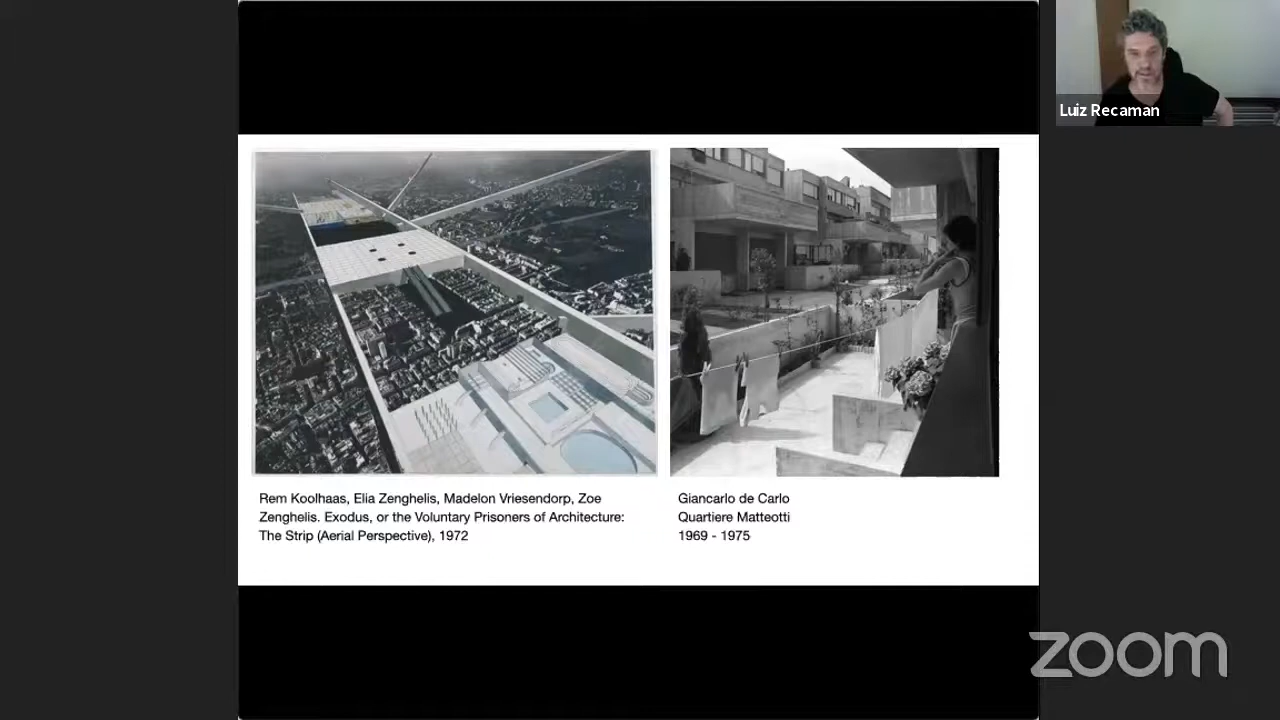 Luiz Recaman
Rem Koolhaas, Elia Zenghelis, Madelon Vriesendorp, Zoe
Zenghelis. Exodus, or the Voluntary Prisoners of Architecture:
The Strip (Aerial Perspective), 1972
Giancarlo de Carlo
Quartiere Matteotti
1969 - 1975
zoom